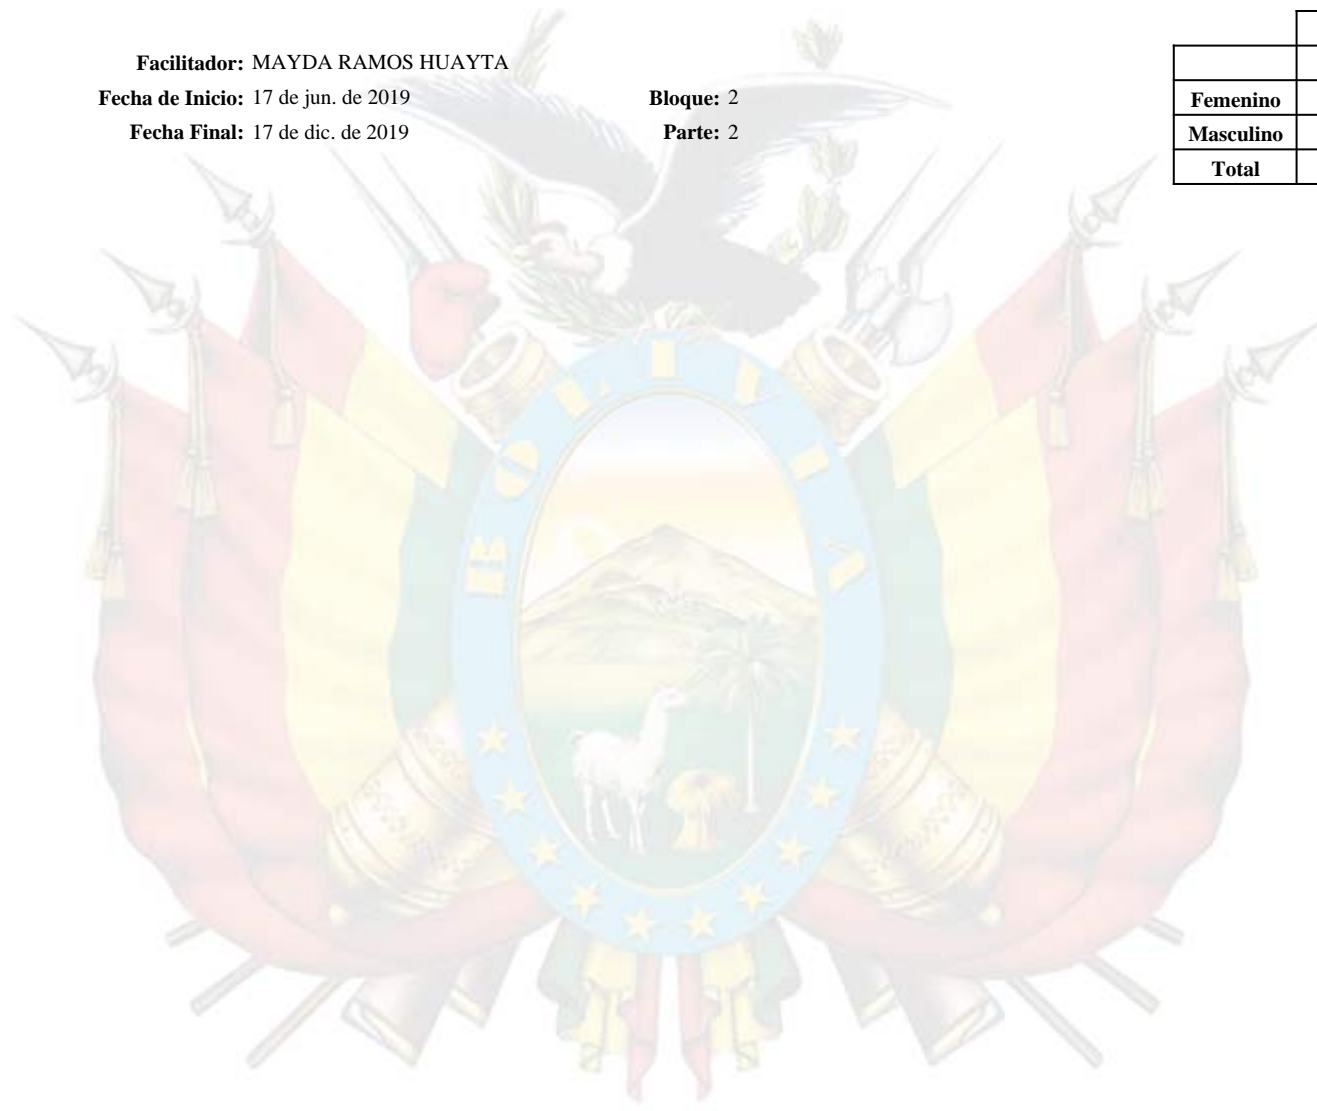 Facilitador: MAYDA RAMOS HUAYTA
Fecha de Inicio: 17 de jun. de 2019 Bloque: 2
Fecha Final: 17 de dic. de 2019 Parte: 2
Femenino
Masculino
Total
BOLIVIA